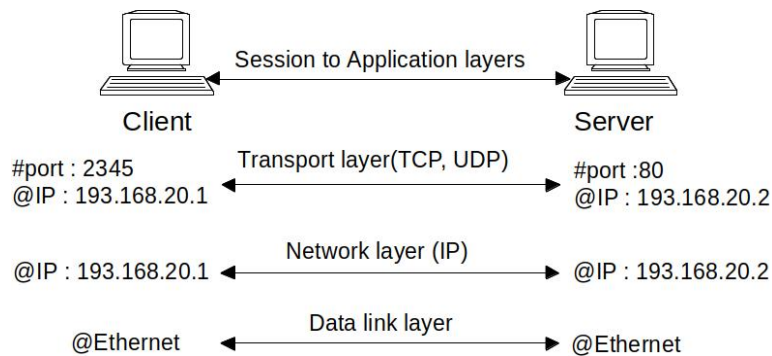 Session to Application layers
Client
Server
Transport layer(TCP, UDP)
#port : 2345
#port :80
@IP : 193.168.20.1
@IP : 193.168.20.2
Network layer (IP)
@IP : 193.168.20.1
@IP : 193.168.20.2
Data link layer
@Ethernet
@Ethernet